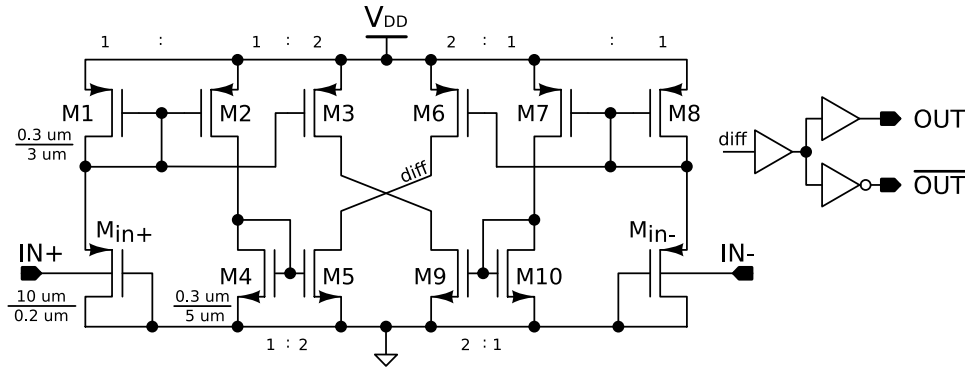 VDD
1 : 1 : 2 2 : 1 : 1
M1 M2 M3 M6 M7 M8
0.3 um
3 um
diff OUT
diff
OUT
Min+ Min-
IN+ IN-
M4 M5 M9 M10
10 um
0.2 um
0.3 um
5 um
1 : 2 2 : 1